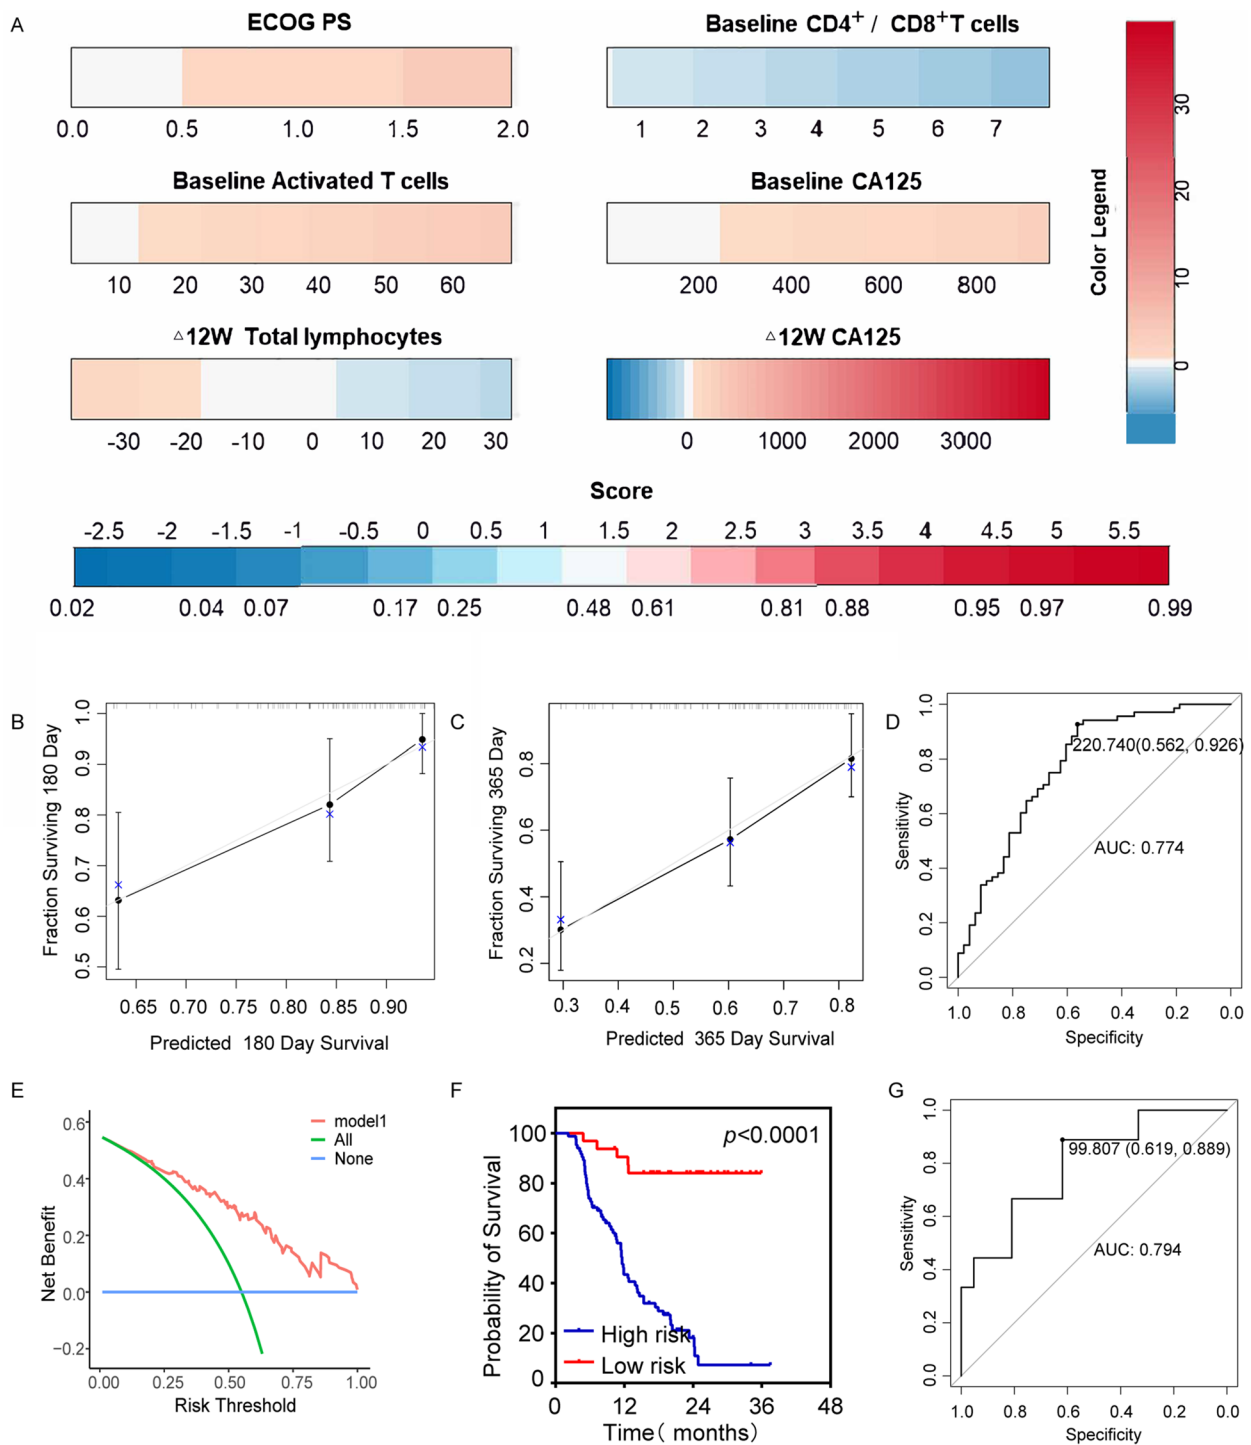 A
ECOG PS
0.0 0.5 1.0 1.5 2.0
Baseline CD4+ / CD8+T cells
1 2 3 4 5 6 7
Baseline Activated T cells
10 20 30 40 50 60
Baseline CA125
200 400 600 800
△12W Total lymphocytes
-30 -20 -10 0 10 20 30
△12W CA125
0 1000 2000 3000
Color Legend
30
20
10
0
Score
-2.5 -2 -1.5 -1 -0.5 0 0.5 1 1.5 2 2.5 3 3.5 4 4.5 5 5.5
0.02 0.04 0.07 0.17 0.25 0.48 0.61 0.81 0.88 0.95 0.97 0.99
B
Fraction Surviving 180 Day
1.0
0.9
0.8
0.7
0.6
0.5
0.65 0.70 0.75 0.80 0.85 0.90
Predicted 180 Day Survival
C
Fraction Surviving 365 Day
0.8
0.6
0.4
0.2
0.3 0.4 0.5 0.6 0.7 0.8
Predicted 365 Day Survival
D
Sensitivity
1.0
0.8
0.6
0.4
0.2
0.0
220.740(0.562, 0.926)
AUC: 0.774
1.0 0.8 0.6 0.4 0.2 0.0
Specificity
E
Net Benefit
0.6
0.4
0.2
0.0
−0.2
model1
All
None
0.00 0.25 0.50 0.75 1.00
Risk Threshold
F
Probability of Survival
100
80
60
40
20
0
p<0.0001
High risk
Low risk
0 12 24 36 48
Time( months)
G
Sensitivity
1.0
0.8
0.6
0.4
0.2
0.0
99.807 (0.619, 0.889)
AUC: 0.794
1.0 0.8 0.6 0.4 0.2 0.0
Specificity